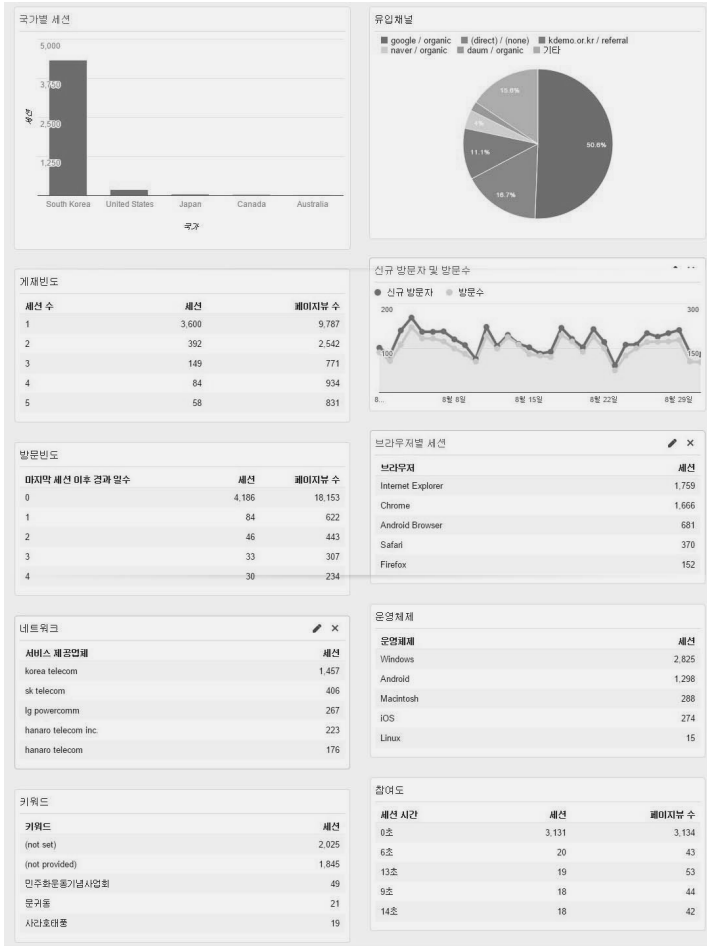 국가별 세션
5,000
3,750
2,500
1,250
세션
South Korea United States Japan Canada Australia
국가
게재빈도
세션 수 세션 페이지뷰 수
1 3,600 9,787
2 392 2,542
3 149 771
4 84 934
5 58 831
방문빈도
마지막 세션 이후 경과 일수 세션 페이지뷰 수
0 4,186 18,153
1 84 622
2 46 443
3 33 307
4 30 234
네트워크
서비스 제공업체 세션
korea telecom 1,457
sk telecom 406
lg powercomm 267
hanaro telecom inc. 223
hanaro telecom 176
키워드
키워드 세션
(not set) 2,025
(not provided) 1,845
민주화운동기념사업회 49
문귀동 21
사라호태풍 19
유입채널
google / organic (direct) / (none) kdemo.or.kr / referral
naver / organic daum / organic 기타
50.6%
16.7%
11.1%
4%
15.6%
신규 방문자 및 방문수
신규 방문자 방문수
200 300
100 150
8... 8월 8일 8월 15일 8월 22일 8월 29일
브라우저별 세션
브라우저 세션
Internet Explorer 1,759
Chrome 1,666
Android Browser 681
Safari 370
Firefox 152
운영체제
운영체제 세션
Windows 2,825
Android 1,298
Macintosh 288
iOS 274
Linux 15
참여도
세션 시간 세션 페이지뷰 수
0초 3,131 3,134
6초 20 43
13초 19 53
9초 18 44
14초 18 42